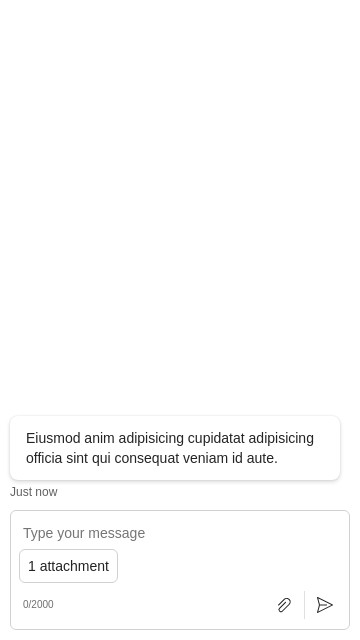 Eiusmod anim adipisicing cupidatat adipisicing
officia sint qui consequat veniam id aute.
Just now
Type your message
1 attachment
0/2000